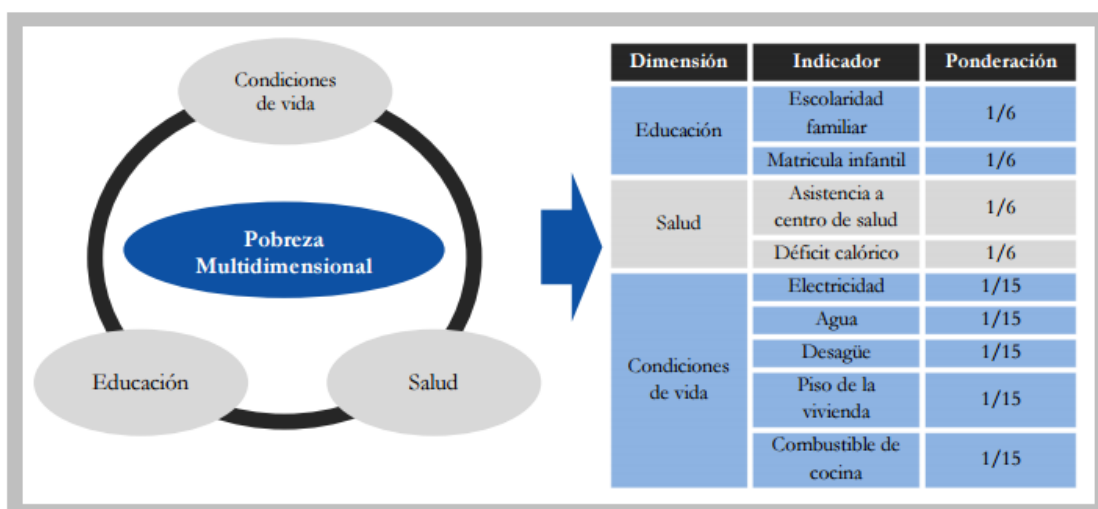 Condiciones
de vida
Pobreza
Multidimensional
Educación
Salud
Dimensión Indicador Ponderación
Educación
Escolaridad
familiar
1/6
Matricula infantil 1/6
Salud
Asistencia a
centro de salud
1/6
Déficit calórico 1/6
Condiciones
de vida
Electricidad 1/15
Agua 1/15
Desagüe 1/15
Piso de la
vivienda
1/15
Combustible de
cocina
1/15